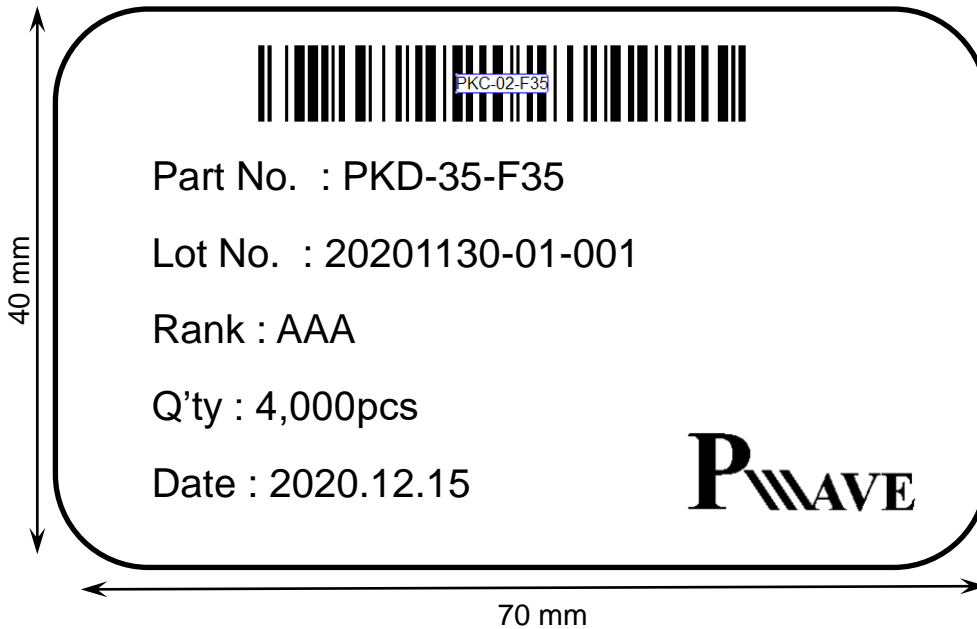 PKC-02-F35
Part No. : PKD-35-F35
Lot No. : 20201130-01-001
Rank : AAA
Q’ty : 4,000pcs
Date : 2020.12.15
PWAVE
40 mm
70 mm